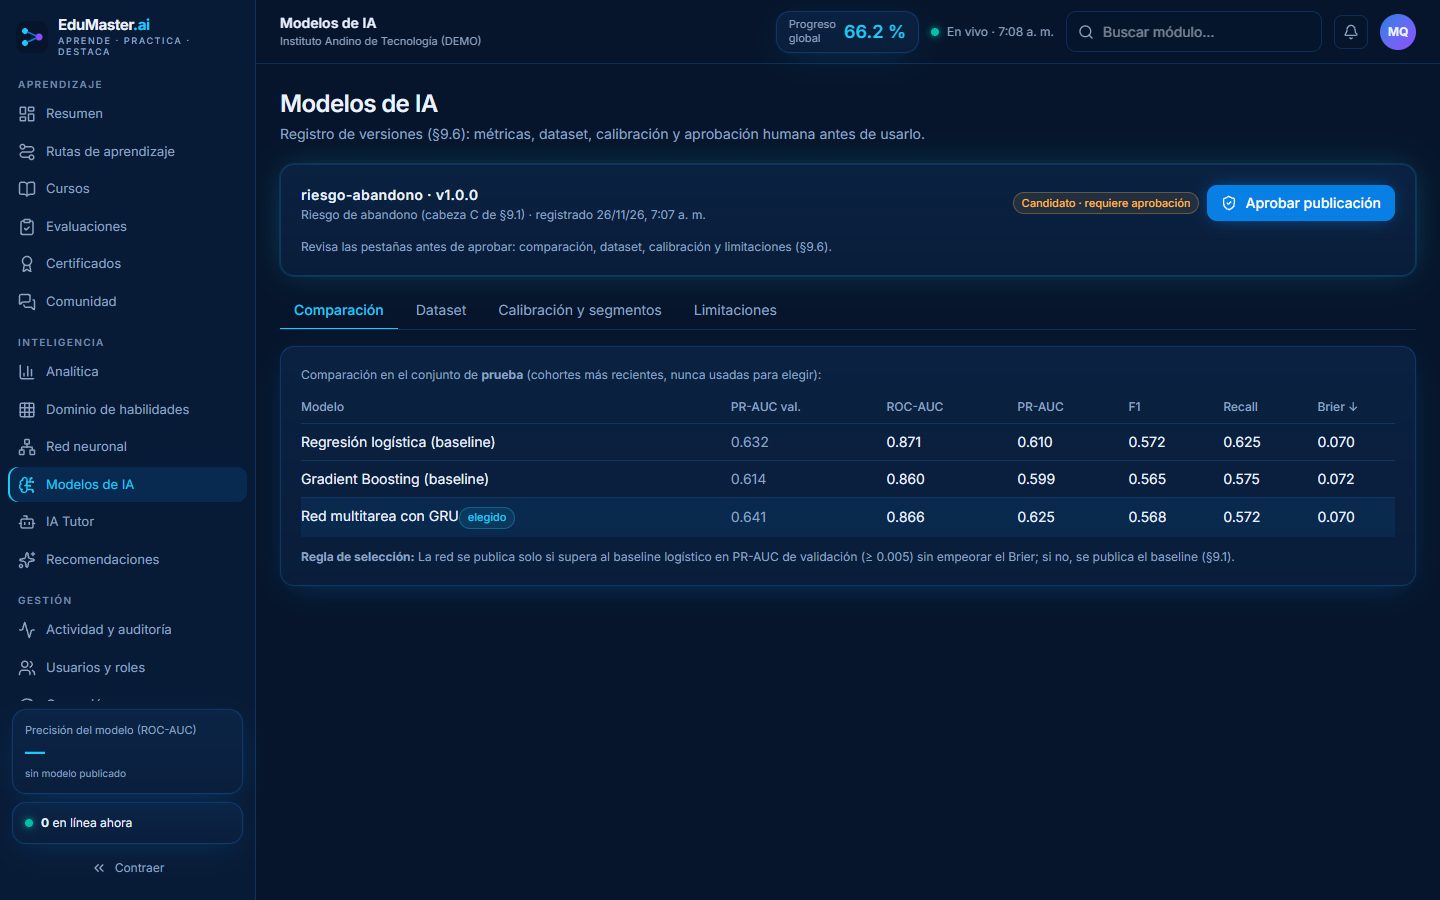 EduMaster.ai
APRENDE · PRACTICA ·
DESTACA
APRENDIZAJE
Resumen
Rutas de aprendizaje
Cursos
Evaluaciones
Certificados
Comunidad
INTELIGENCIA
Analítica
Dominio de habilidades
Red neuronal
Modelos de IA
IA Tutor
Recomendaciones
GESTIÓN
Actividad y auditoría
Usuarios y roles
Precisión del modelo (ROC-AUC)
—
sin modelo publicado
0 en línea ahora
Contraer
Modelos de IA
Instituto Andino de Tecnología (DEMO)
Progreso
global
66.2 %
En vivo · 7:08 a. m.
Buscar módulo...
MQ
Modelos de IA
Registro de versiones (§9.6): métricas, dataset, calibración y aprobación humana antes de usarlo.
riesgo-abandono · v1.0.0
Riesgo de abandono (cabeza C de §9.1) · registrado 26/11/26, 7:07 a. m.
Candidato · requiere aprobación
Aprobar publicación
Revisa las pestañas antes de aprobar: comparación, dataset, calibración y limitaciones (§9.6).
Comparación Dataset Calibración y segmentos Limitaciones
Comparación en el conjunto de prueba (cohortes más recientes, nunca usadas para elegir):
Modelo PR-AUC val. ROC-AUC PR-AUC F1 Recall Brier ↓
Regresión logística (baseline) 0.632 0.871 0.610 0.572 0.625 0.070
Gradient Boosting (baseline) 0.614 0.860 0.599 0.565 0.575 0.072
Red multitarea con GRU elegido 0.641 0.866 0.625 0.568 0.572 0.070
Regla de selección: La red se publica solo si supera al baseline logístico en PR-AUC de validación (≥ 0.005) sin empeorar el Brier; si no, se publica el baseline (§9.1).